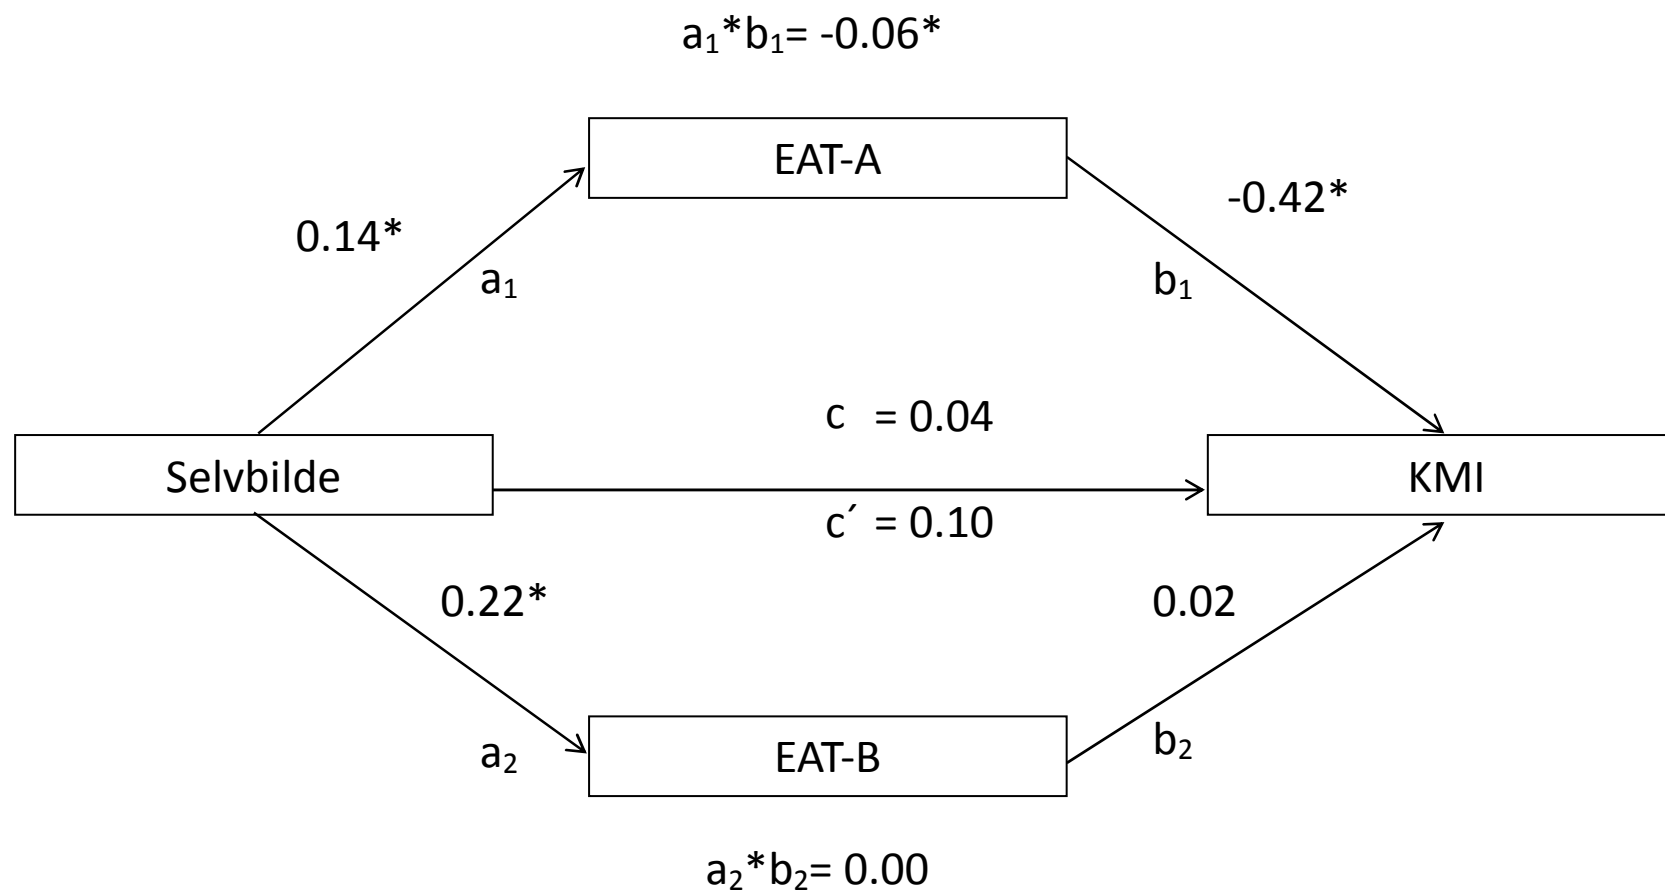 a₁*b₁= -0.06*
EAT-A
-0.42*
0.14*
a₁
b₁
c = 0.04
Selvbilde
KMI
c´ = 0.10
0.22*
0.02
a₂
EAT-B
b₂
a₂*b₂= 0.00